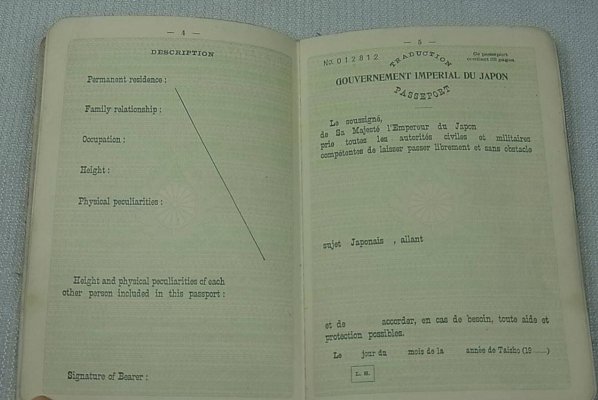 — 4 —
DESCRIPTION
Permanent residence :
Family relationship :
Occupation :
Height :
Physical peculiarities :
Height and physical peculiarities of each
other person included in this passport :
Signature of Bearer :
— 5 —
No. 012812
Ce passeport
contient 32 pages.
TRADUCTION
GOUVERNEMENT IMPERIAL DU JAPON
PASSEPORT
Le soussigné,
de Sa Majesté l'Empereur du Japon
prie toutes les autorités civiles et militaires
compétentes de laisser passer librement et sans obstacle
sujet Japonais , allant
et de accorder, en cas de besoin, toute aide et
protection possibles.
Le jour du mois de la année de Taisho (19 )
L. S.